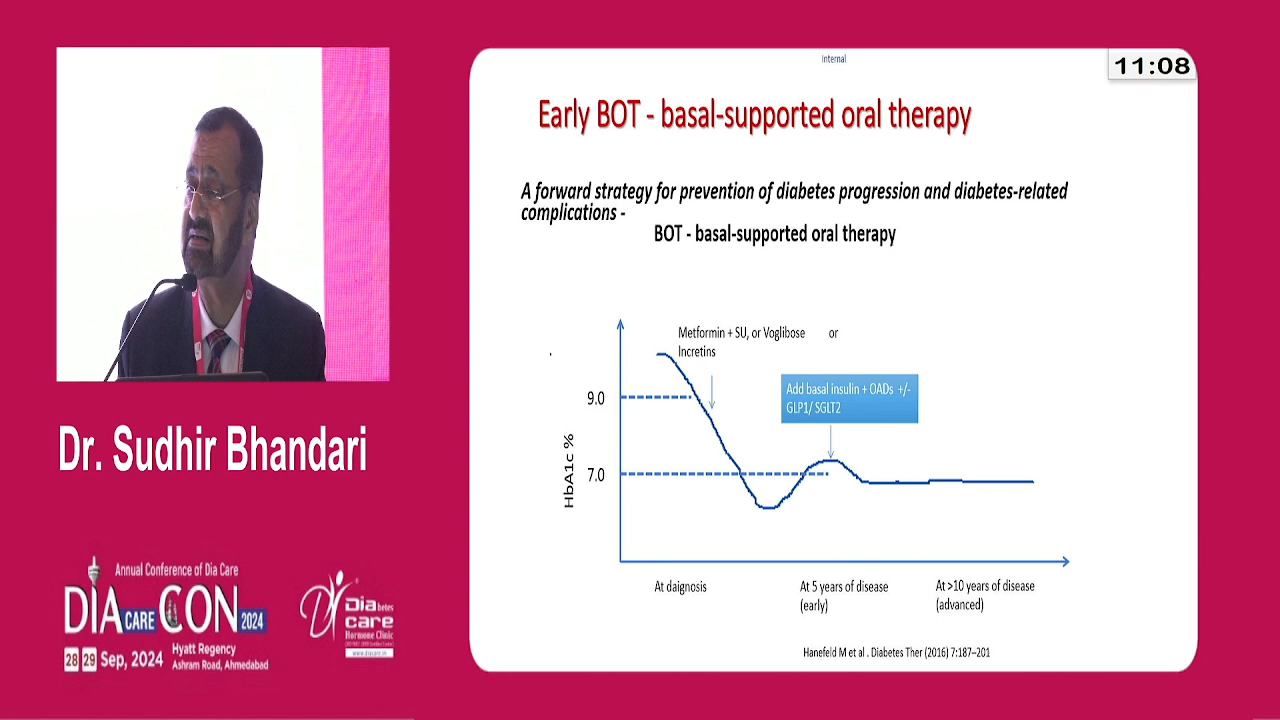 Internal
11:08
Early BOT - basal-supported oral therapy
A forward strategy for prevention of diabetes progression and diabetes-related
complications -
BOT - basal-supported oral therapy
Metformin + SU, or Voglibose or
Incretins
Add basal insulin + OADs +/-
GLP1/ SGLT2
9.0
7.0
HbA1c %
At daignosis
At 5 years of disease
(early)
At >10 years of disease
(advanced)
Hanefeld M et al . Diabetes Ther (2016) 7:187–201
Dr. Sudhir Bhandari
Annual Conference of Dia Care
DIA CARE CON 2024
28 29 Sep, 2024
Hyatt Regency
Ashram Road, Ahmedabad
Diabetes
care
Hormone Clinic
www.diacare.in